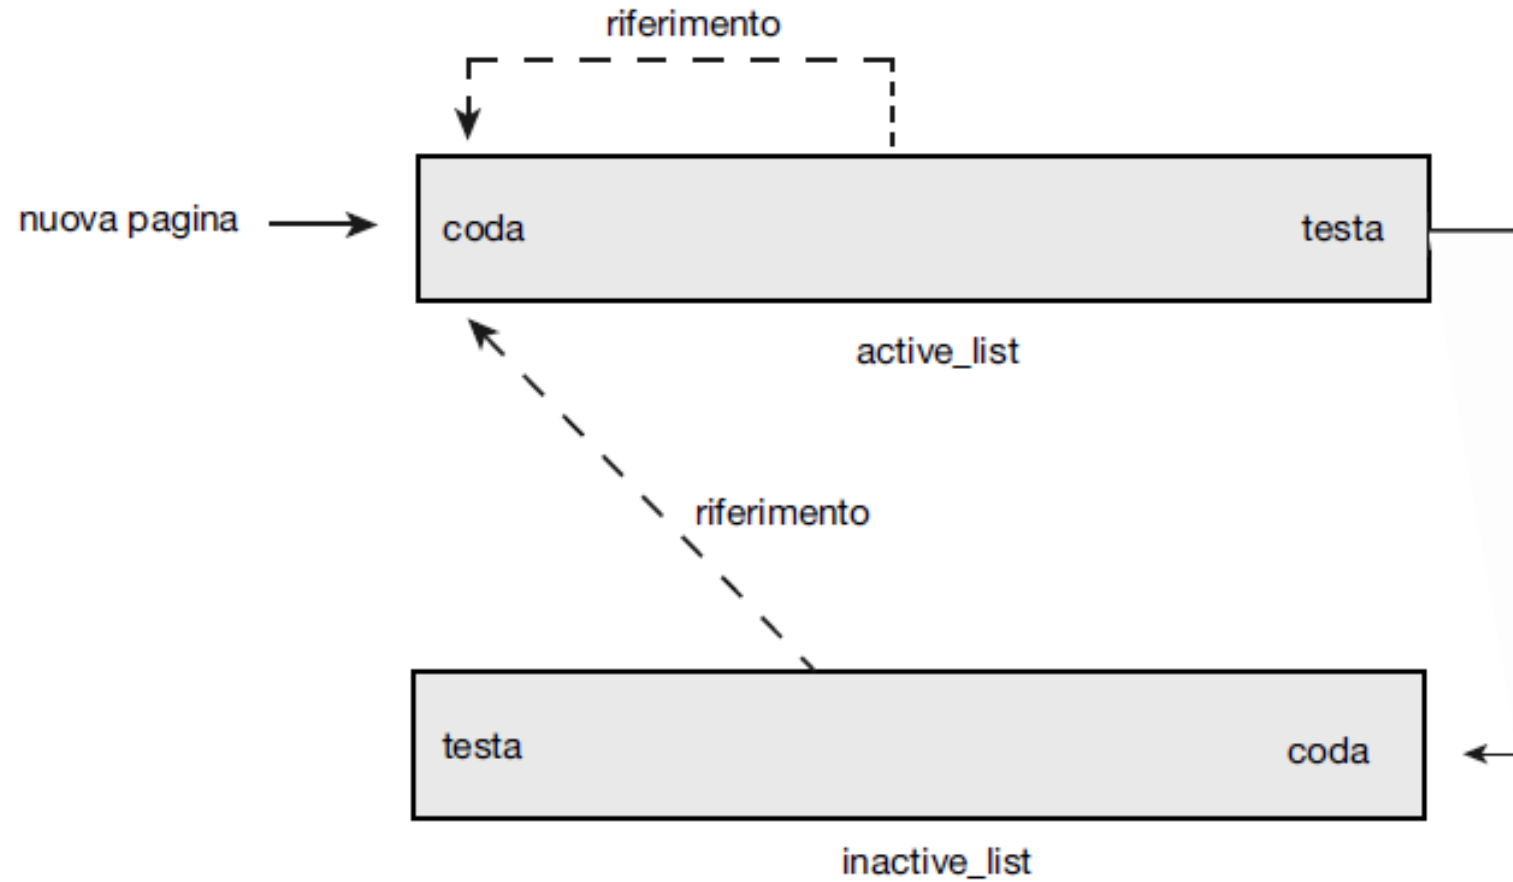 riferimento
nuova pagina
coda
testa
active_list
riferimento
testa
coda
inactive_list